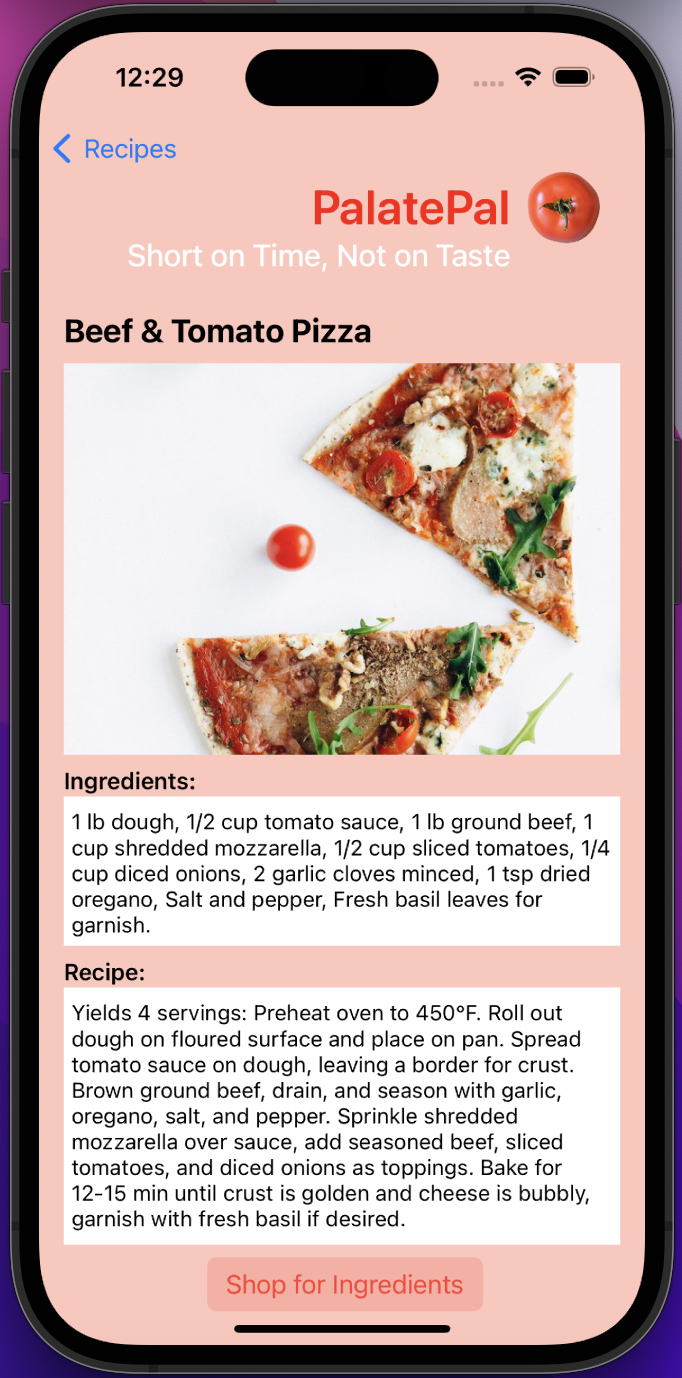 12:29
Recipes
PalatePal
Short on Time, Not on Taste
Beef & Tomato Pizza
Ingredients:
1 lb dough, 1/2 cup tomato sauce, 1 lb ground beef, 1
cup shredded mozzarella, 1/2 cup sliced tomatoes, 1/4
cup diced onions, 2 garlic cloves minced, 1 tsp dried
oregano, Salt and pepper, Fresh basil leaves for
garnish.
Recipe:
Yields 4 servings: Preheat oven to 450°F. Roll out
dough on floured surface and place on pan. Spread
tomato sauce on dough, leaving a border for crust.
Brown ground beef, drain, and season with garlic,
oregano, salt, and pepper. Sprinkle shredded
mozzarella over sauce, add seasoned beef, sliced
tomatoes, and diced onions as toppings. Bake for
12-15 min until crust is golden and cheese is bubbly,
garnish with fresh basil if desired.
Shop for Ingredients